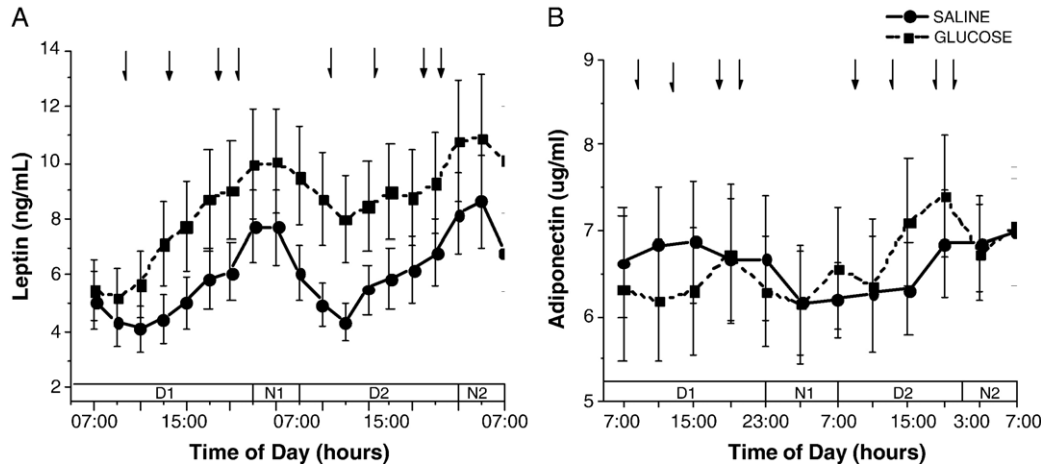 A
14
12
10
8
6
4
2
Leptin (ng/mL)
D1 N1 D2 N2
07:00 15:00 07:00 15:00 07:00
Time of Day (hours)
B
SALINE
GLUCOSE
9
8
7
6
5
Adiponectin (ug/ml)
D1 N1 D2 N2
7:00 15:00 23:00 7:00 15:00 3:00 7:00
Time of Day (hours)